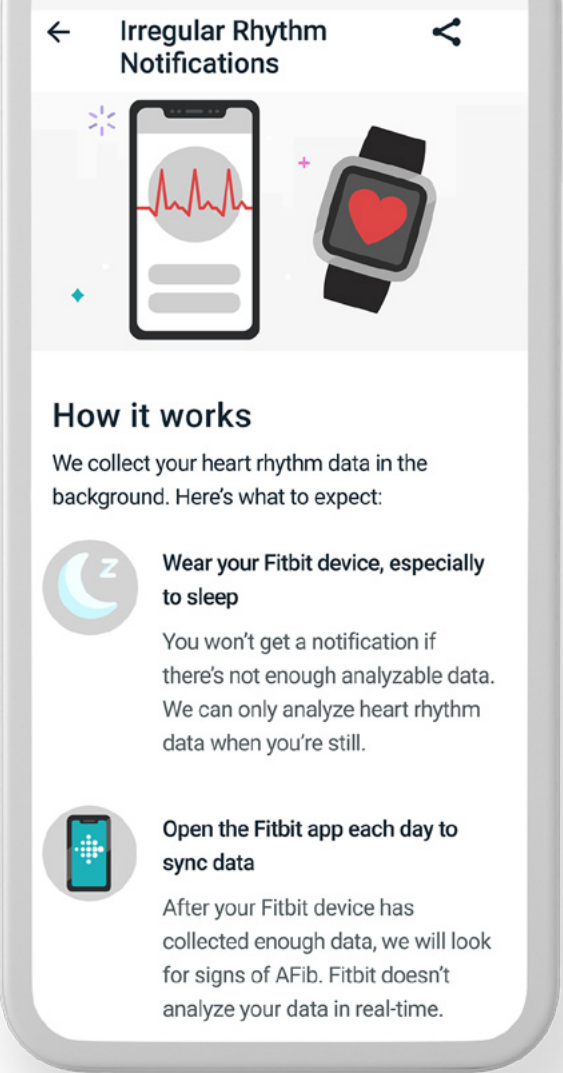 Irregular Rhythm
Notifications
How it works
We collect your heart rhythm data in the
background. Here's what to expect:
Z
Wear your Fitbit device, especially
to sleep
You won't get a notification if
there's not enough analyzable data.
We can only analyze heart rhythm
data when you're still.
Open the Fitbit app each day to
sync data
After your Fitbit device has
collected enough data, we will look
for signs of AFib. Fitbit doesn't
analyze your data in real-time.